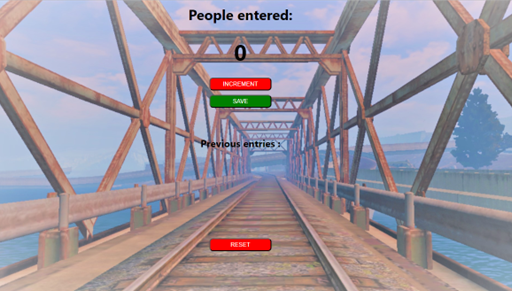 People entered:
0
INCREMENT
SAVE
Previous entries :
RESET